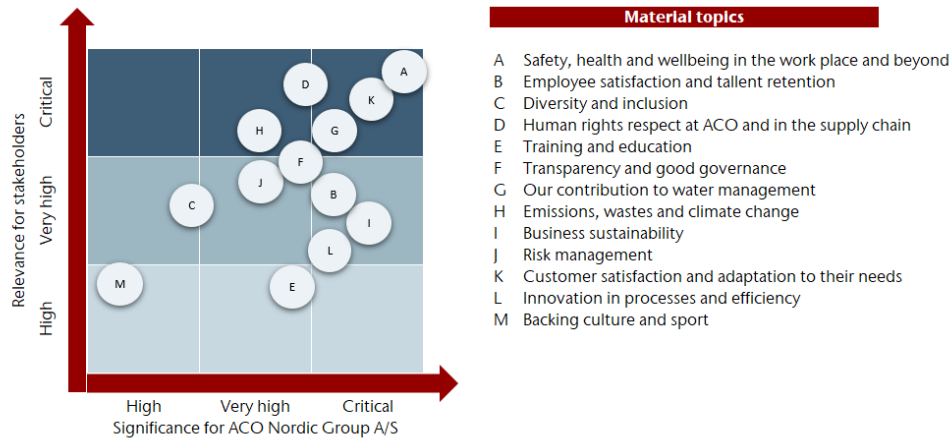 Material topics
A Safety, health and wellbeing in the work place and beyond
B Employee satisfaction and tallent retention
C Diversity and inclusion
D Human rights respect at ACO and in the supply chain
E Training and education
F Transparency and good governance
G Our contribution to water management
H Emissions, wastes and climate change
I Business sustainability
J Risk management
K Customer satisfaction and adaptation to their needs
L Innovation in processes and efficiency
M Backing culture and sport
Relevance for stakeholders
Critical
Very high
High
A
D
K
H
G
F
J
B
C
I
L
M
E
High Very high Critical
Significance for ACO Nordic Group A/S